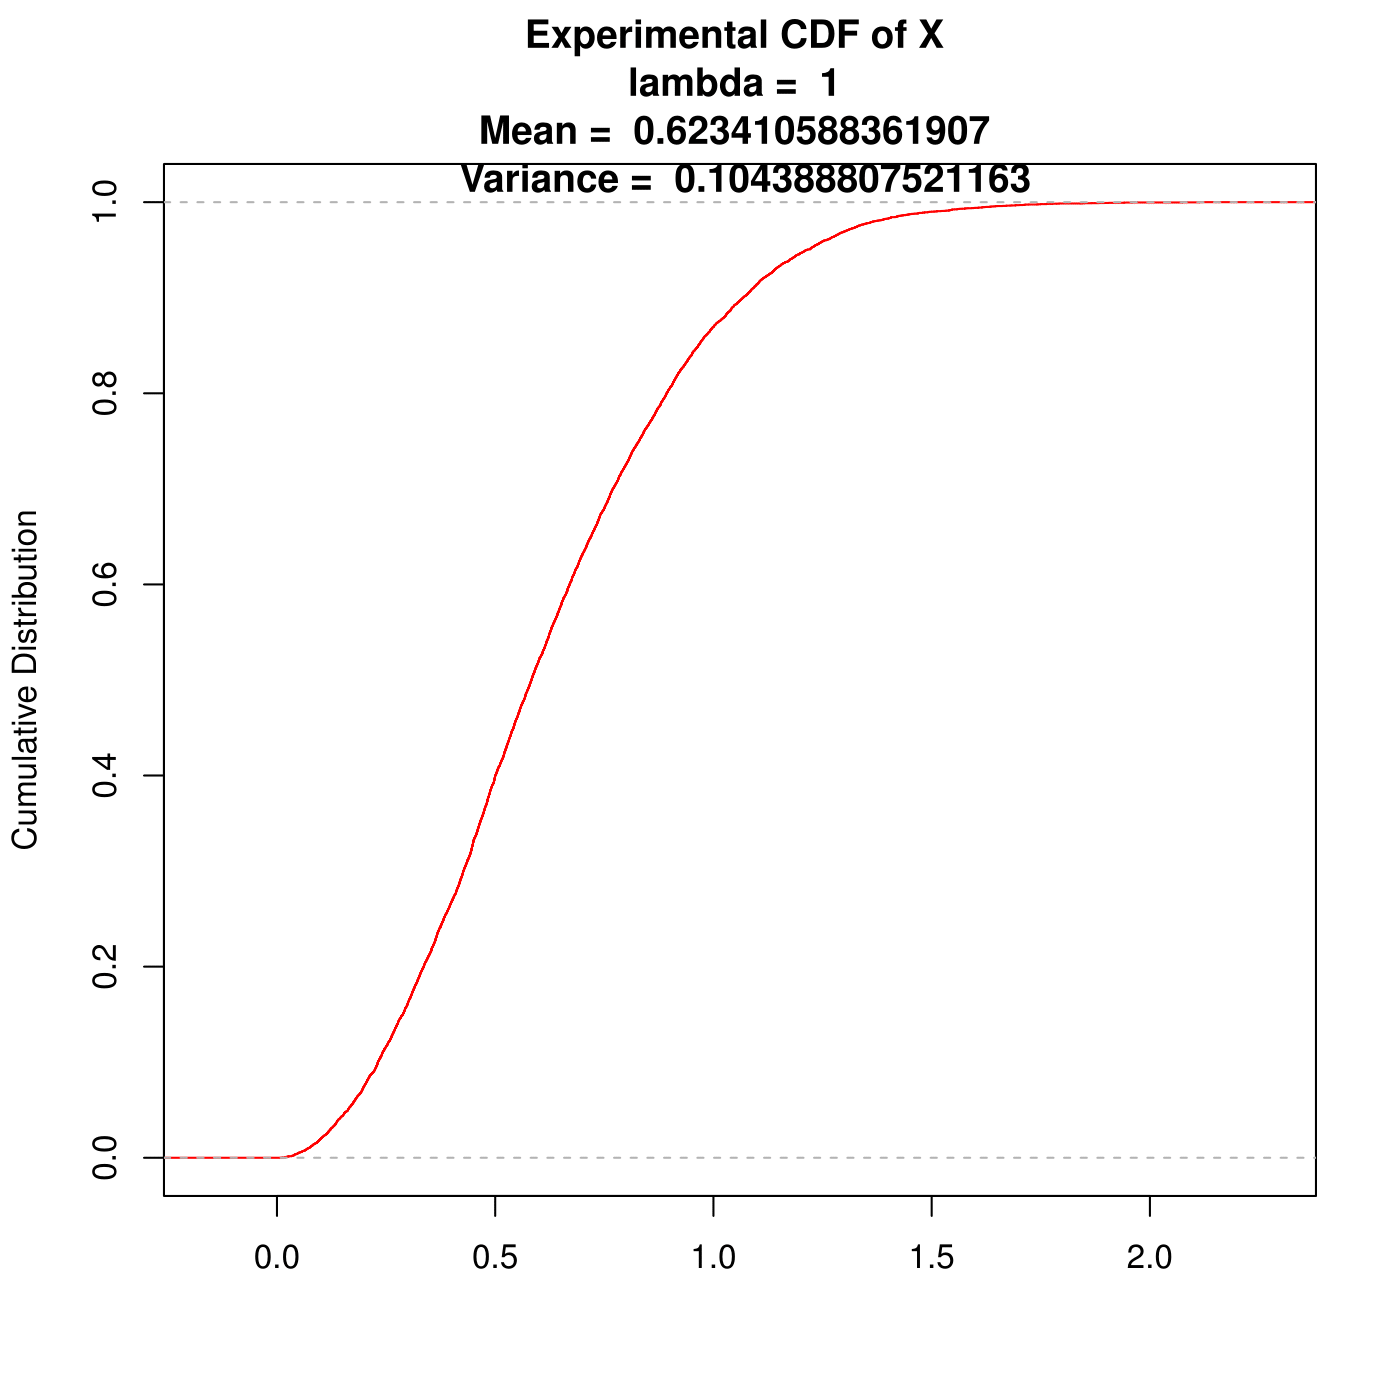 Experimental CDF of X
lambda =  1
Mean =  0.623410588361907
Variance =  0.104388807521163
Cumulative Distribution
1.0
0.8
0.6
0.4
0.2
0.0
0.0 0.5 1.0 1.5 2.0